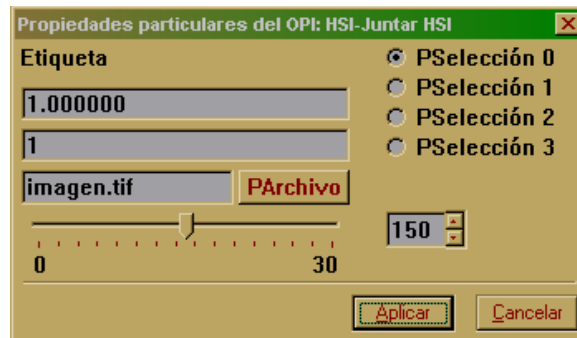 Propiedades particulares del OPI: HSI-Juntar HSI
Etiqueta
1.000000
1
imagen.tif PArchivo
0 30
PSelección 0
PSelección 1
PSelección 2
PSelección 3
150
Aplicar Cancelar